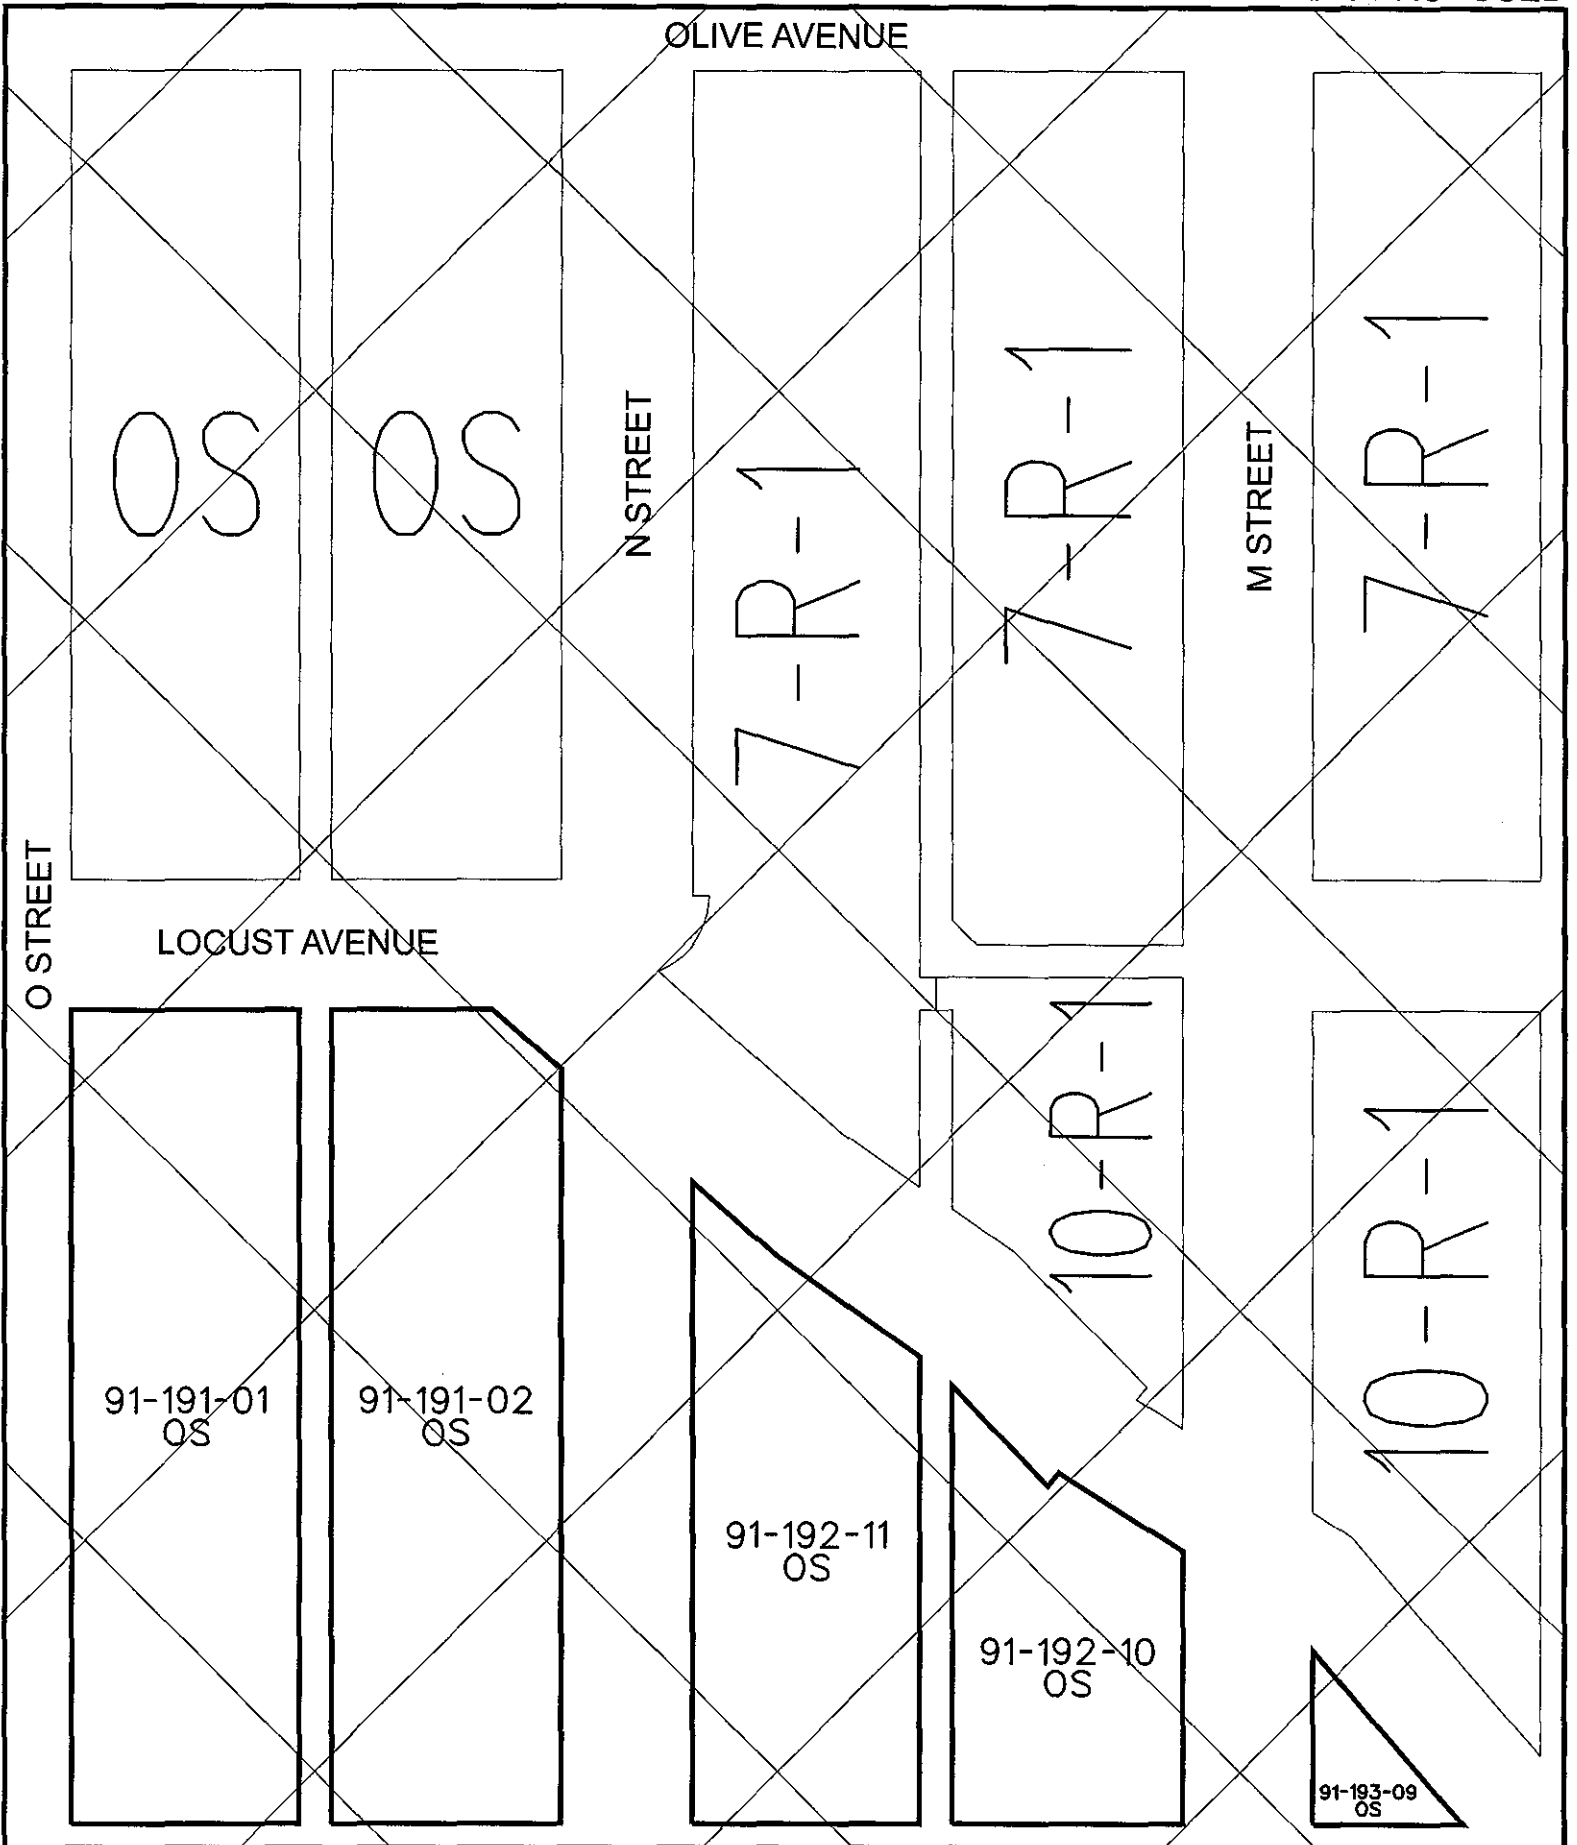 OLIVE AVENUE
OS
OS
N STREET
7-R-1
7-R-1
M STREET
7-R-1
O STREET
LOCUST AVENUE
10-R-1
10-R-1
91-191-01
OS
91-191-02
OS
91-192-11
OS
91-192-10
OS
91-193-09
OS